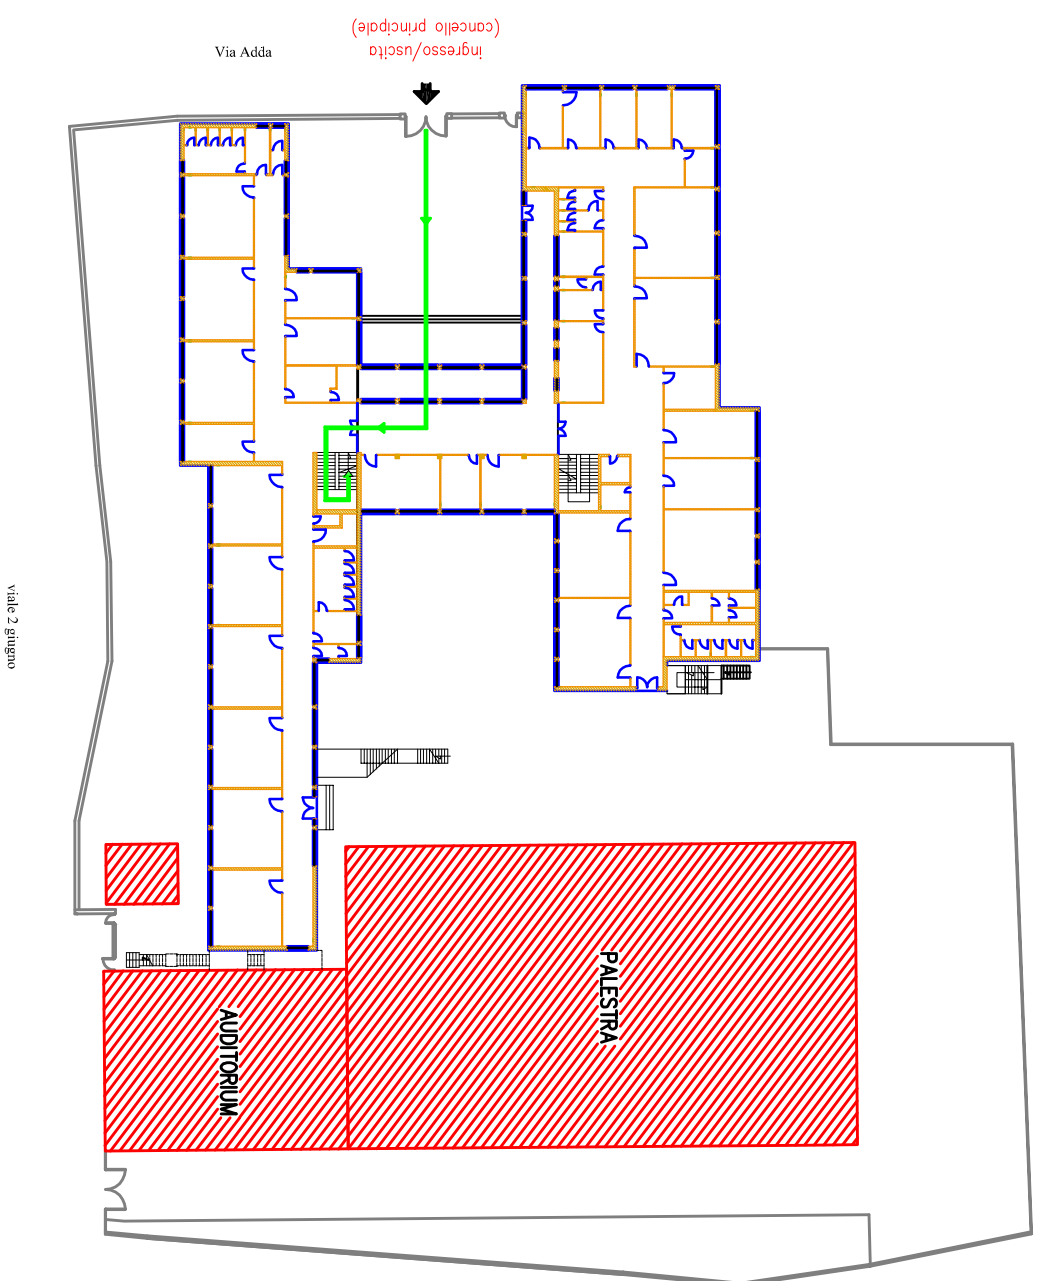 Via Adda
ingresso/uscita
(cancello principale)
viale 2 giugno
PALESTRA
AUDITORIUM